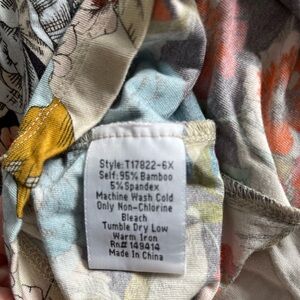 Style: T17822-6X
Self: 95% Bamboo
5% Spandex
Machine Wash Cold
Only Non-Chlorine
Bleach
Tumble Dry Low
Warm Iron
Rn# 149414
Made In China